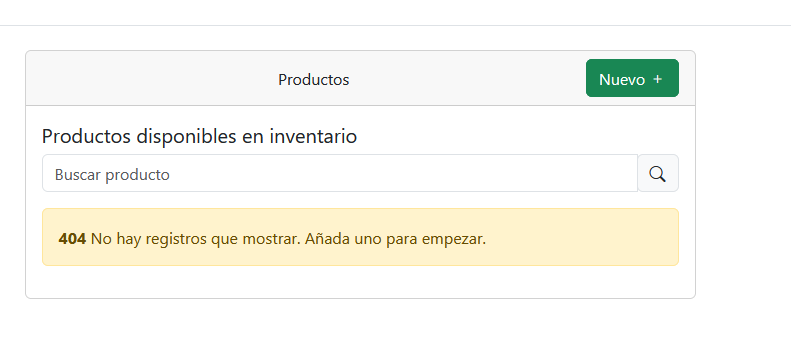 Productos
Nuevo +
Productos disponibles en inventario
Buscar producto
404 No hay registros que mostrar. Añada uno para empezar.